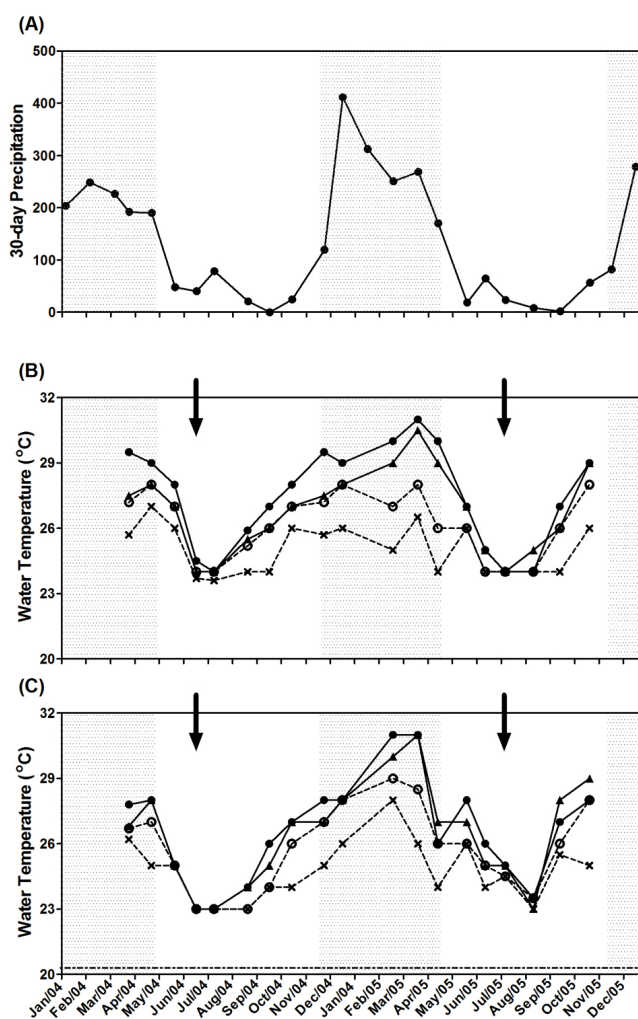 (A)
500
400
300
200
100
0
30-day Precipitation
(B)
32
29
26
23
20
Water Temperature (°C)
(C)
32
29
26
23
20
Water Temperature (°C)
Jan/04 Feb/04 Mar/04 Apr/04 May/04 Jun/04 Jul/04 Aug/04 Sep/04 Oct/04 Nov/04 Dec/04 Jan/04 Feb/05 Mar/05 Apr/05 May/05 Jun/05 Jul/05 Aug/05 Sep/05 Oct/05 Nov/05 Dec/05